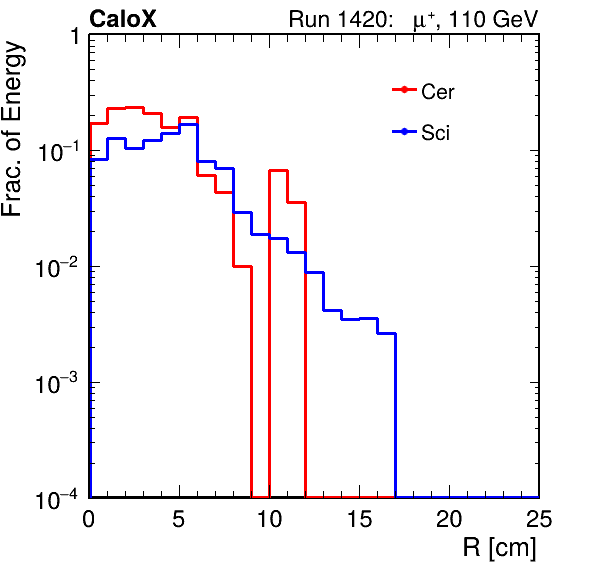 CaloX Run 1420: μ⁺, 110 GeV
Frac. of Energy
1
10⁻¹
10⁻²
10⁻³
10⁻⁴
Cer
Sci
0 5 10 15 20 25
R [cm]